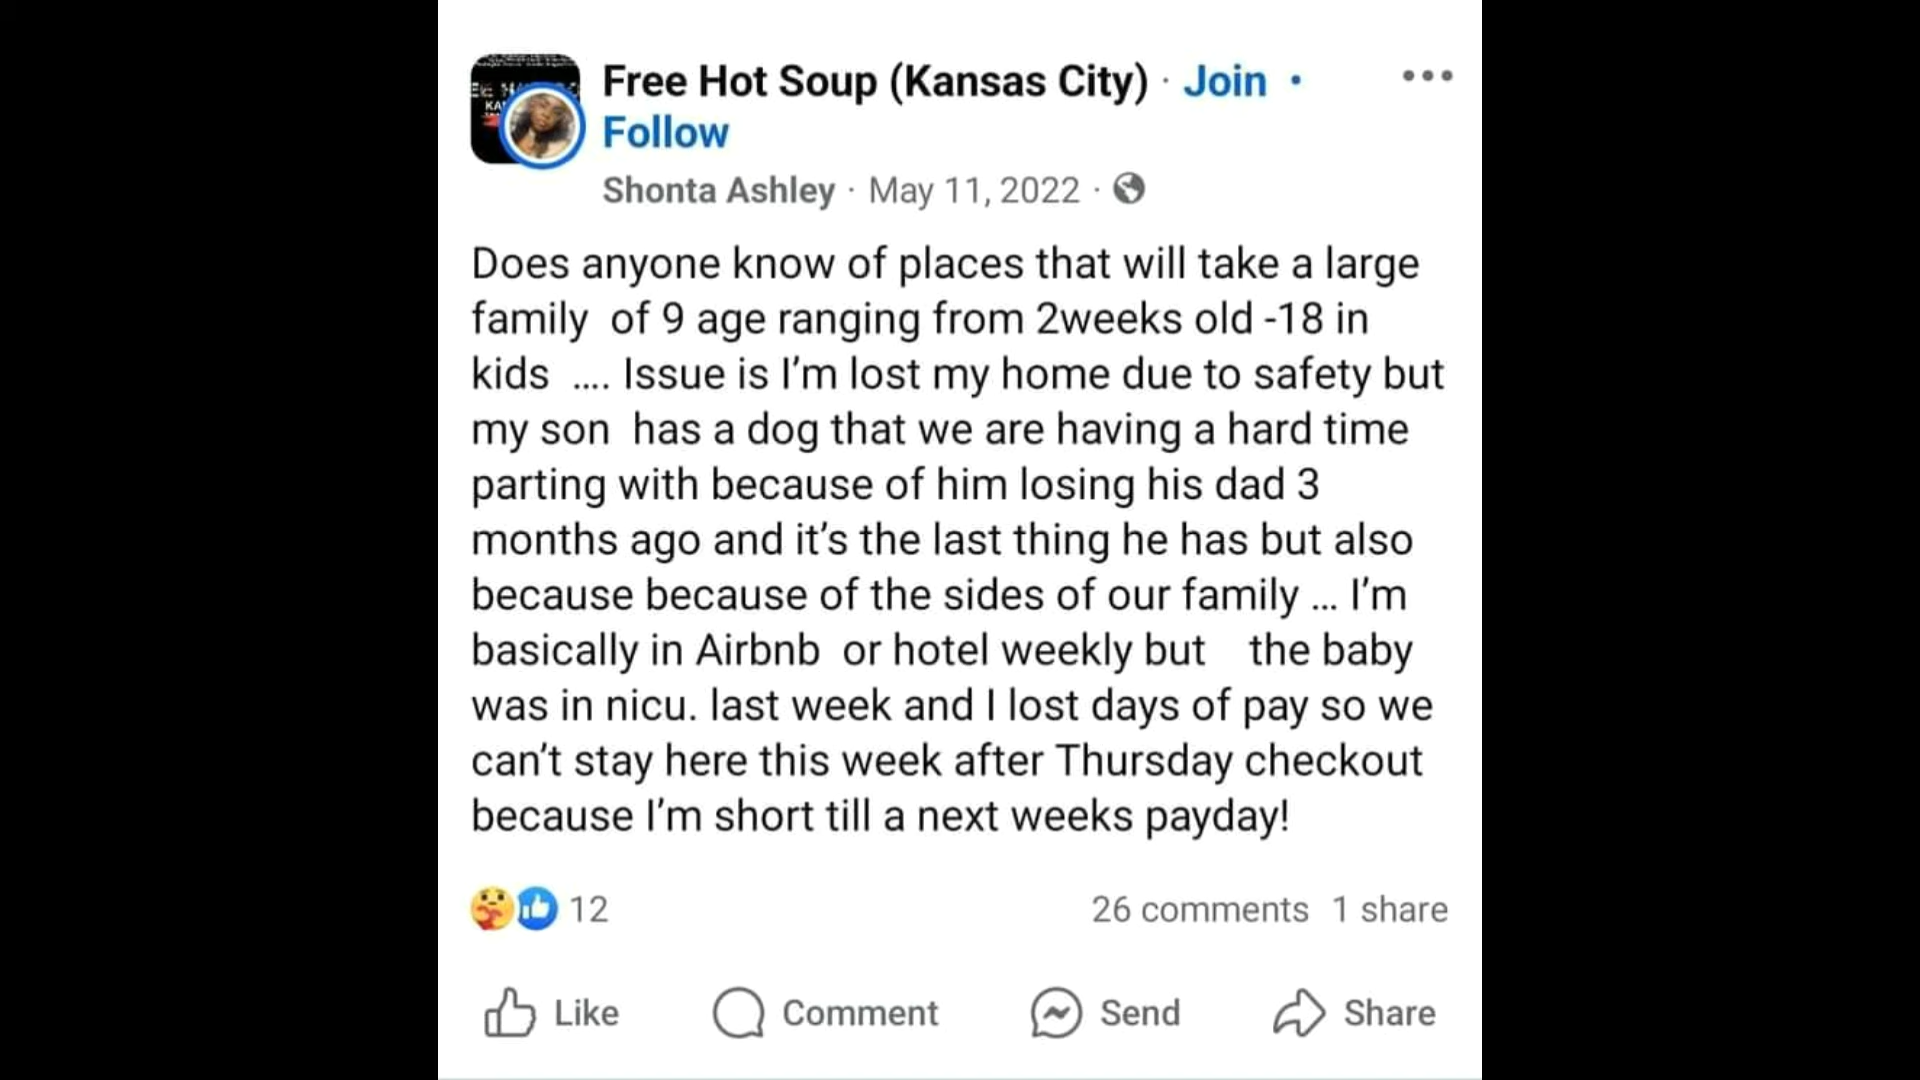 Free Hot Soup (Kansas City) · Join •
Follow
Shonta Ashley · May 11, 2022 ·
Does anyone know of places that will take a large
family of 9 age ranging from 2weeks old -18 in
kids .... Issue is I'm lost my home due to safety but
my son has a dog that we are having a hard time
parting with because of him losing his dad 3
months ago and it's the last thing he has but also
because because of the sides of our family ... I'm
basically in Airbnb or hotel weekly but the baby
was in nicu. last week and I lost days of pay so we
can't stay here this week after Thursday checkout
because I'm short till a next weeks payday!
12
26 comments 1 share
Like Comment Send Share